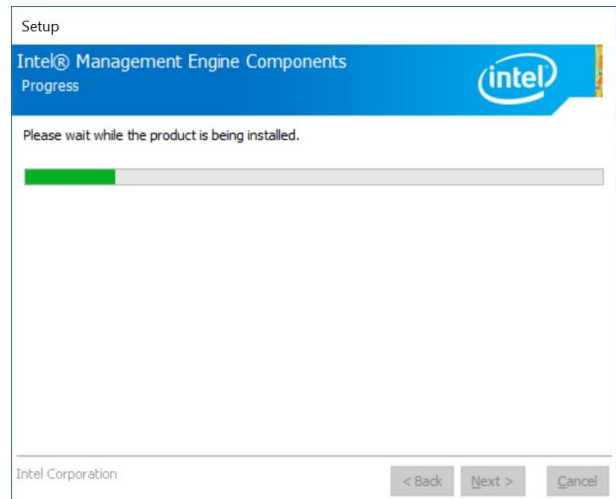 Setup
Intel® Management Engine Components
Progress
intel
Please wait while the product is being installed.
Intel Corporation
< Back Next > Cancel